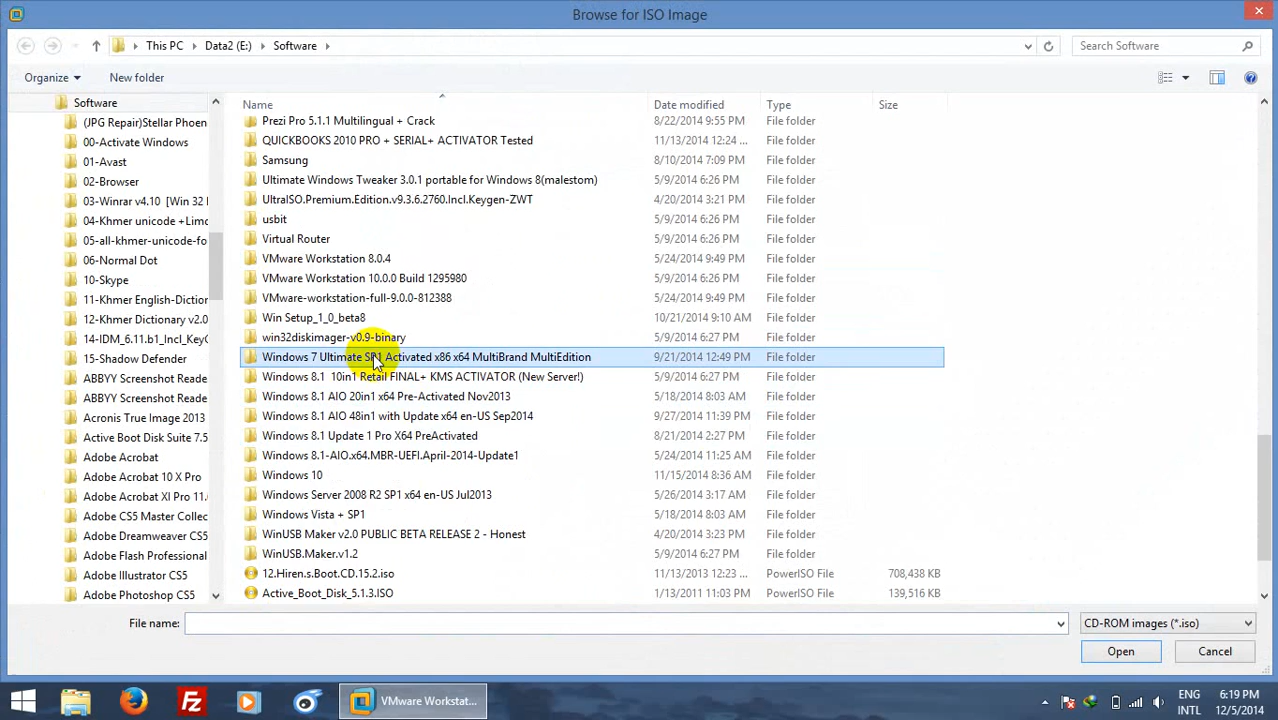 Browse for ISO Image
This PC
Data2 (E:)
Software
Search Software
Organize
New folder
Name
Date modified
Type
Size
Software
(JPG Repair)Stellar Phoen
00-Activate Windows
01-Avast
02-Browser
03-Winrar v4.10 [Win 32
04-Khmer unicode +Limo
05-all-khmer-unicode-fo
06-Normal Dot
10-Skype
11-Khmer English-Diction
12-Khmer Dictionary v2.0
14-IDM_6.11.b1_Incl_Key
15-Shadow Defender
ABBYY Screenshot Reade
ABBYY Screenshot Reade
Acronis True Image 2013
Active Boot Disk Suite 7.5
Adobe Acrobat
Adobe Acrobat 10 X Pro
Adobe Acrobat XI Pro 11.
Adobe CS5 Master Collec
Adobe Dreamweaver CS5
Adobe Flash Professional
Adobe Illustrator CS5
Adobe Photoshop CS5
Prezi Pro 5.1.1 Multilingual + Crack 8/22/2014 9:55 PM File folder
QUICKBOOKS 2010 PRO + SERIAL+ ACTIVATOR Tested 11/13/2014 12:24 ... File folder
Samsung 8/10/2014 7:09 PM File folder
Ultimate Windows Tweaker 3.0.1 portable for Windows 8(malestom) 5/9/2014 6:26 PM File folder
UltraISO.Premium.Edition.v9.3.6.2760.Incl.Keygen-ZWT 4/20/2014 3:21 PM File folder
usbit 5/9/2014 6:26 PM File folder
Virtual Router 5/9/2014 6:26 PM File folder
VMware Workstation 8.0.4 5/24/2014 9:49 PM File folder
VMware Workstation 10.0.0 Build 1295980 5/9/2014 6:26 PM File folder
VMware-workstation-full-9.0.0-812388 5/24/2014 9:49 PM File folder
Win Setup_1_0_beta8 10/21/2014 9:10 AM File folder
win32diskimager-v0.9-binary 5/9/2014 6:27 PM File folder
Windows 7 Ultimate SP1 Activated x86 x64 MultiBrand MultiEdition 9/21/2014 12:49 PM File folder
Windows 8.1 10in1 Retail FINAL+ KMS ACTIVATOR (New Server!) 5/9/2014 6:27 PM File folder
Windows 8.1 AIO 20in1 x64 Pre-Activated Nov2013 5/18/2014 8:03 AM File folder
Windows 8.1 AIO 48in1 with Update x64 en-US Sep2014 9/27/2014 11:39 PM File folder
Windows 8.1 Update 1 Pro X64 PreActivated 8/21/2014 2:27 PM File folder
Windows 8.1-AIO.x64.MBR-UEFI.April-2014-Update1 5/24/2014 11:25 AM File folder
Windows 10 11/15/2014 8:36 AM File folder
Windows Server 2008 R2 SP1 x64 en-US Jul2013 5/26/2014 3:17 AM File folder
Windows Vista + SP1 5/18/2014 8:03 AM File folder
WinUSB Maker v2.0 PUBLIC BETA RELEASE 2 - Honest 4/20/2014 3:23 PM File folder
WinUSB.Maker.v1.2 5/9/2014 6:27 PM File folder
12.Hiren.s.Boot.CD.15.2.iso 11/13/2013 12:23 ... PowerISO File 708,438 KB
Active_Boot_Disk_5.1.3.ISO 1/13/2011 11:03 PM PowerISO File 139,516 KB
File name:
CD-ROM images (*.iso)
Open
Cancel
VMware Workstat...
ENG
INTL
6:19 PM
12/5/2014